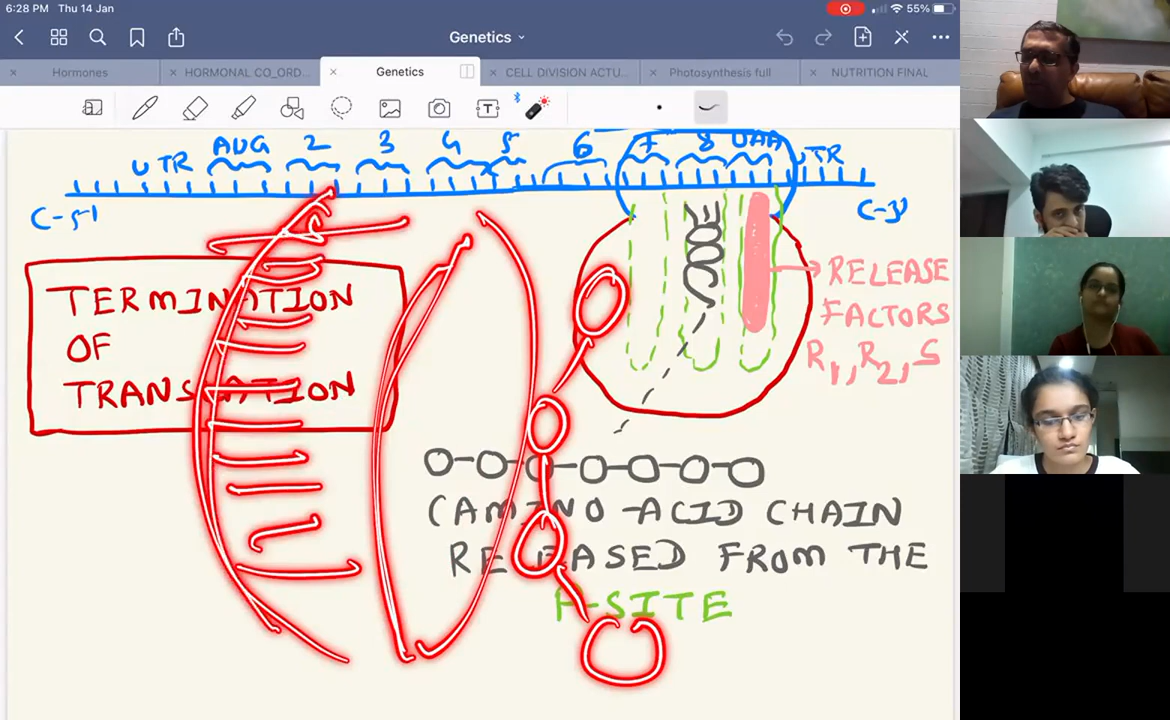 6:28 PM Thu 14 Jan
55%
Genetics
Hormones
HORMONAL CO_ORD...
Genetics
CELL DIVISION ACTU...
Photosynthesis full
NUTRITION FINAL
UTR AUG 2 3 4 5 6 7 8 UAA UTR
C-5'
C-3'
TERMINATION
OF
TRANSLATION
RELEASE
FACTORS
R1, R2, S
(AMINO-ACID CHAIN
RELEASED FROM THE
P-SITE